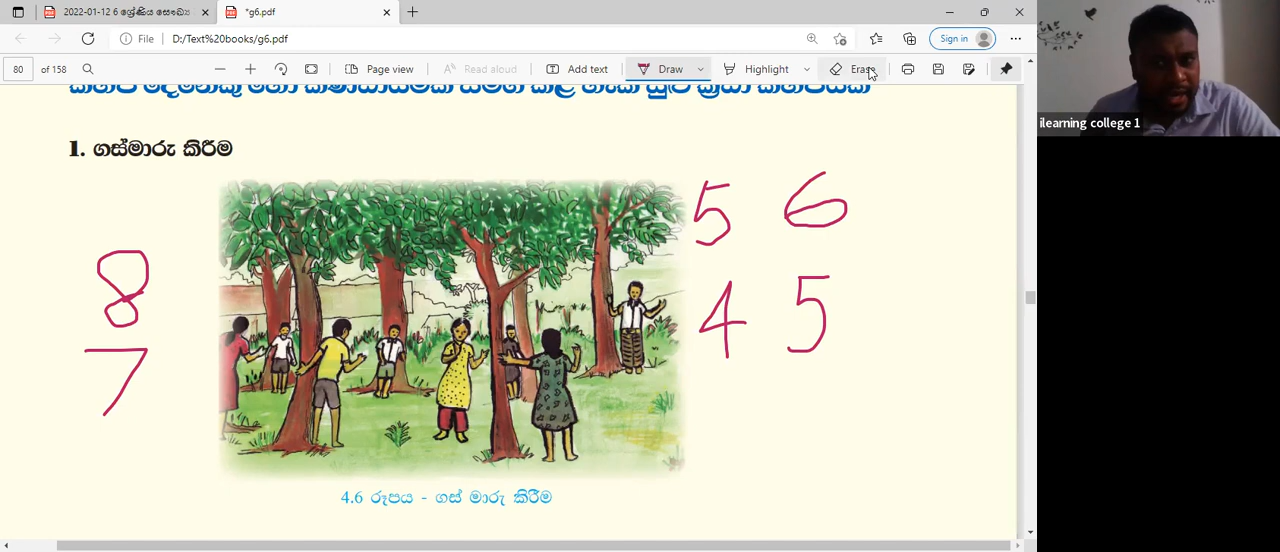 2022-01-12 6 ශ්‍රේණිය සෞඛ්‍ය
*g6.pdf
File D:/Text%20books/g6.pdf
Sign in
80 of 158 Page view Read aloud Add text Draw Highlight Erase
ilearning college 1
1. ගස්මාරු කිරීම
5 6
8 4 5
7
4.6 රූපය - ගස් මාරු කිරීම